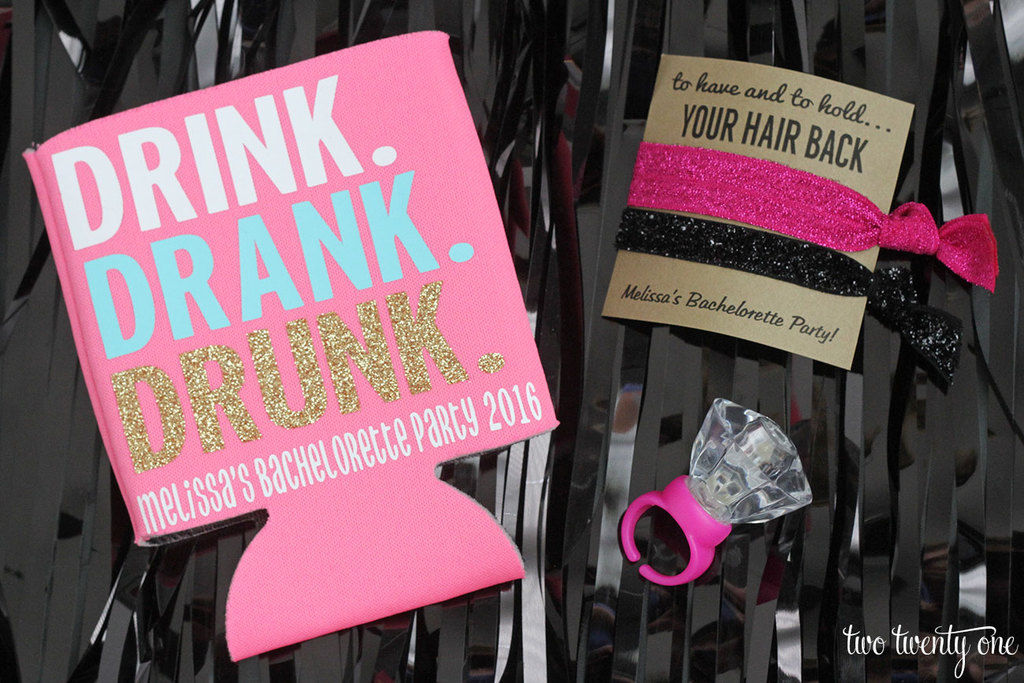 DRINK.
DRANK.
DRUNK.
MELISSA'S BACHELORETTE PARTY 2016
to have and to hold...
YOUR HAIR BACK
Melissa's Bachelorette Party!
two twenty one